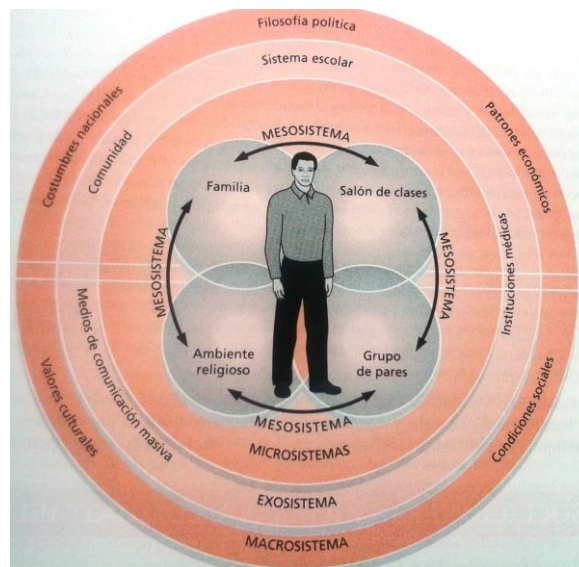 Filosofía política
Sistema escolar
Costumbres nacionales
Comunidad
Patrones económicos
MESOSISTEMA
Familia
Salón de clases
MESOSISTEMA
MESOSISTEMA
Instituciones médicas
Ambiente
religioso
Grupo
de pares
Medios de comunicación masiva
Valores culturales
Condiciones sociales
MESOSISTEMA
MICROSISTEMAS
EXOSISTEMA
MACROSISTEMA